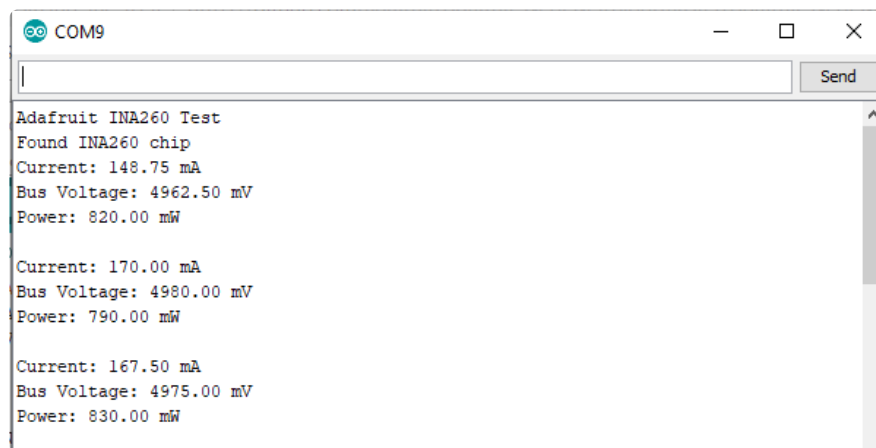 COM9
Send
Adafruit INA260 Test
Found INA260 chip
Current: 148.75 mA
Bus Voltage: 4962.50 mV
Power: 820.00 mW
Current: 170.00 mA
Bus Voltage: 4980.00 mV
Power: 790.00 mW
Current: 167.50 mA
Bus Voltage: 4975.00 mV
Power: 830.00 mW